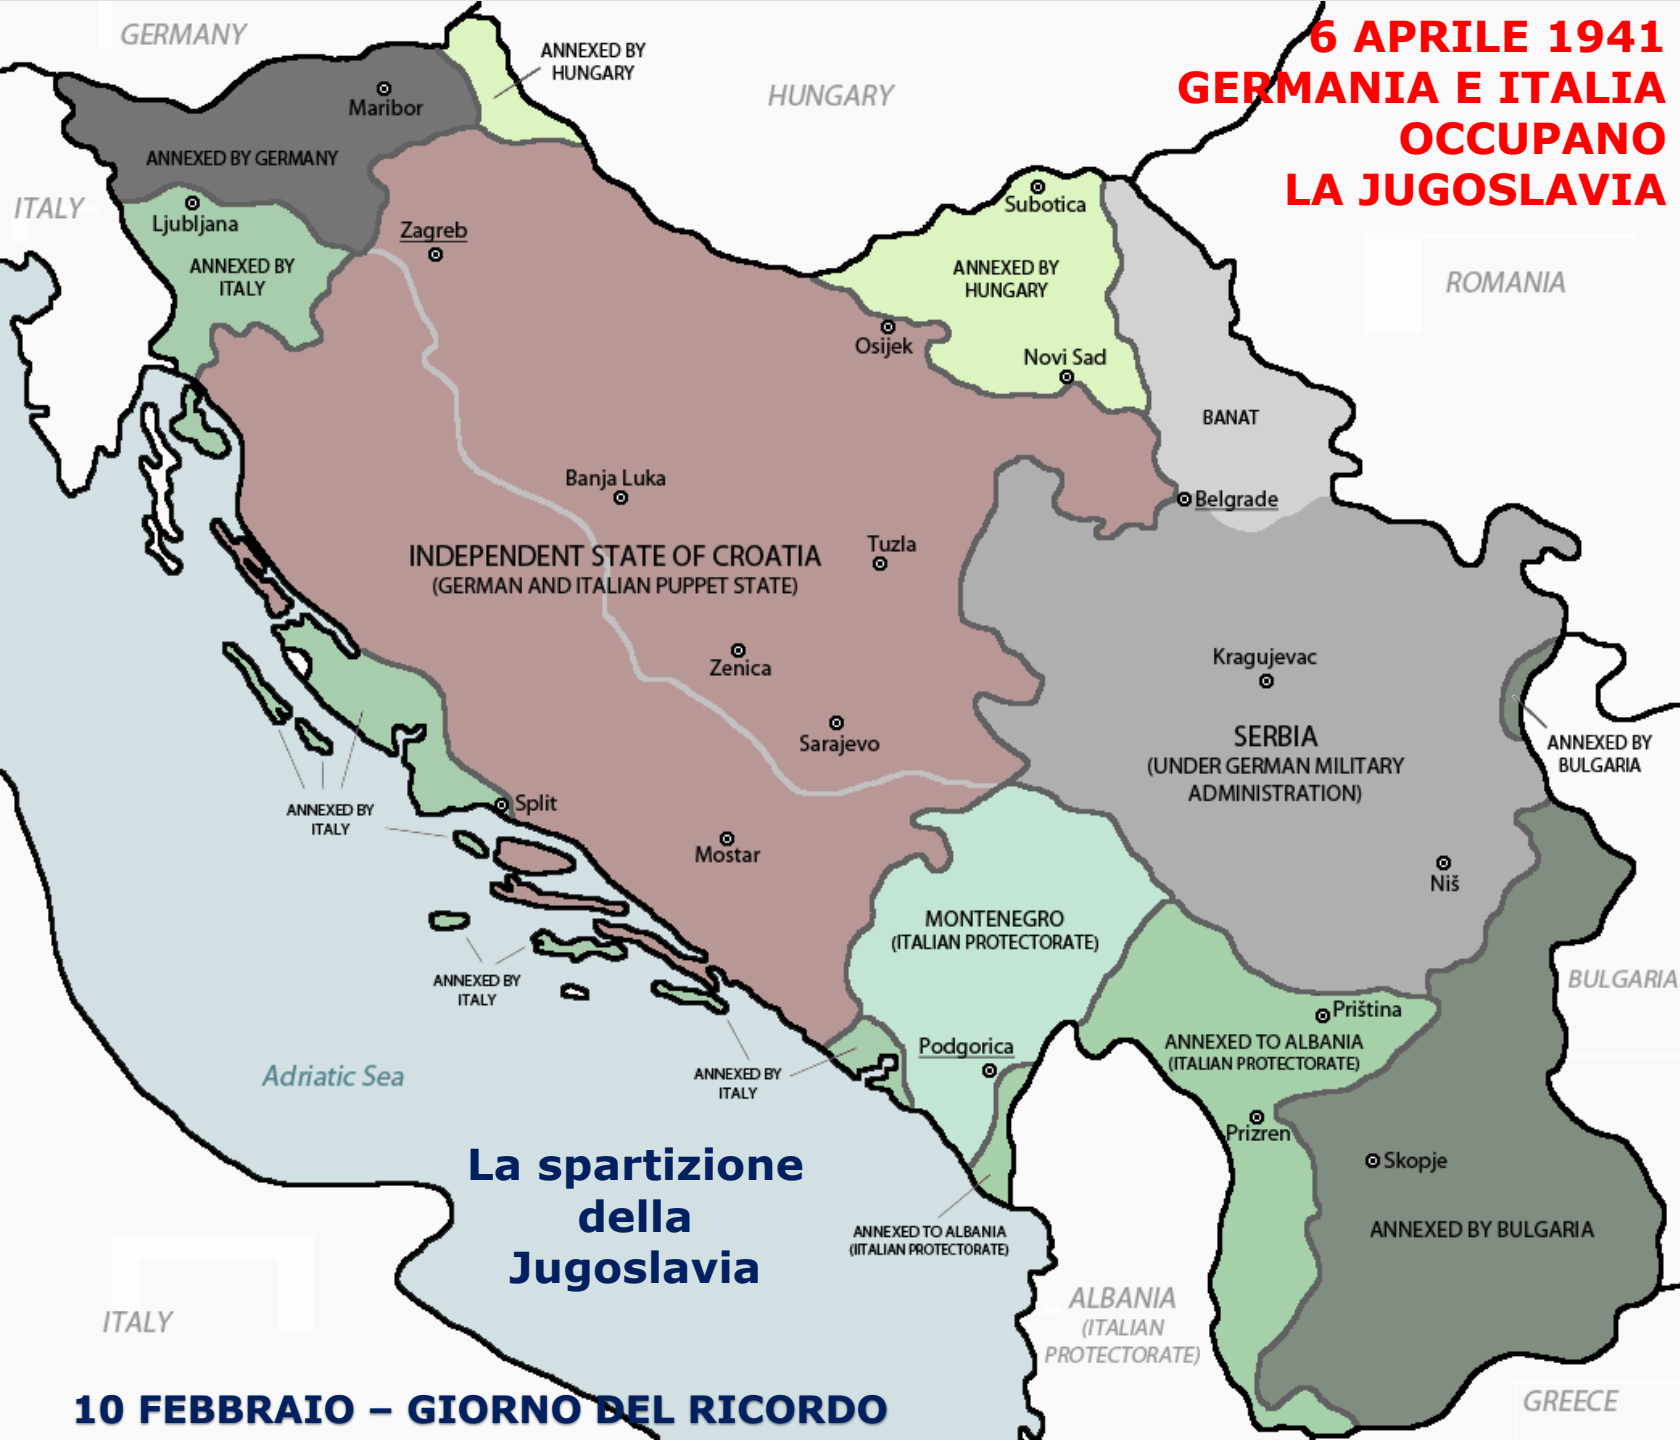 GERMANY
ANNEXED BY
HUNGARY
HUNGARY
6 APRILE 1941
GERMANIA E ITALIA
OCCUPANO
LA JUGOSLAVIA
Maribor
ANNEXED BY GERMANY
ITALY
Ljubljana
ANNEXED BY
ITALY
Zagreb
Subotica
ANNEXED BY
HUNGARY
ROMANIA
Osijek
Novi Sad
BANAT
Banja Luka
Belgrade
INDEPENDENT STATE OF CROATIA
(GERMAN AND ITALIAN PUPPET STATE)
Tuzla
Zenica
Kragujevac
Sarajevo
SERBIA
(UNDER GERMAN MILITARY
ADMINISTRATION)
ANNEXED BY
BULGARIA
ANNEXED BY
ITALY
Split
Mostar
Niš
MONTENEGRO
(ITALIAN PROTECTORATE)
ANNEXED BY
ITALY
BULGARIA
Priština
ANNEXED TO ALBANIA
(ITALIAN PROTECTORATE)
Podgorica
ANNEXED BY
ITALY
Adriatic Sea
Prizren
Skopje
La spartizione
della
Jugoslavia
ANNEXED TO ALBANIA
(IITALIAN PROTECTORATE)
ANNEXED BY BULGARIA
ITALY
ALBANIA
(ITALIAN
PROTECTORATE)
GREECE
10 FEBBRAIO – GIORNO DEL RICORDO